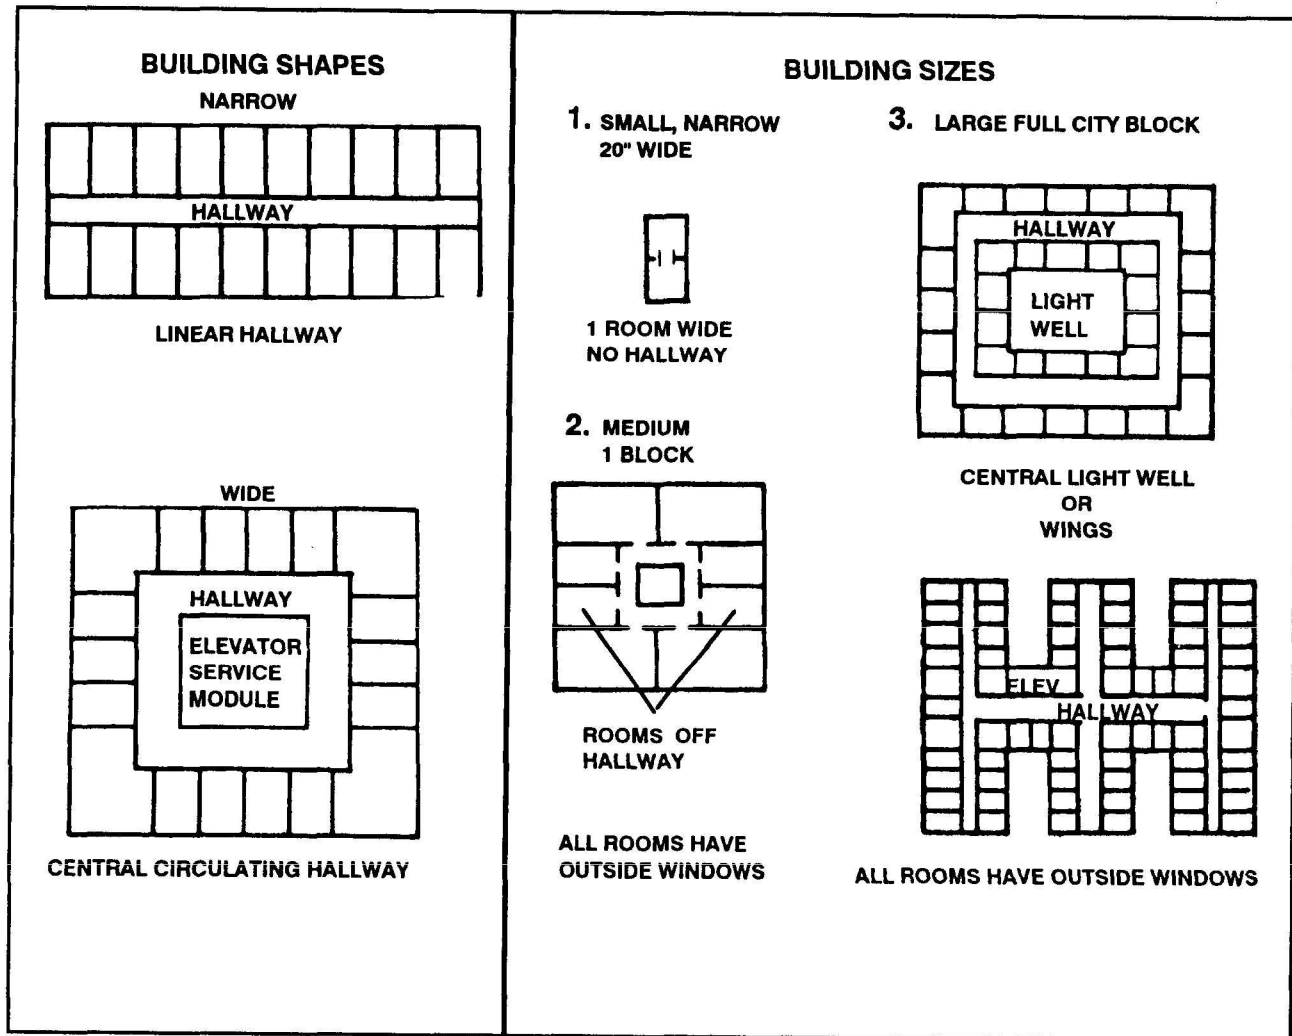 BUILDING SHAPES
NARROW
HALLWAY
LINEAR HALLWAY
WIDE
HALLWAY
ELEVATOR
SERVICE
MODULE
CENTRAL CIRCULATING HALLWAY
BUILDING SIZES
1. SMALL, NARROW
20" WIDE
1 ROOM WIDE
NO HALLWAY
2. MEDIUM
1 BLOCK
ROOMS OFF
HALLWAY
ALL ROOMS HAVE
OUTSIDE WINDOWS
3. LARGE FULL CITY BLOCK
HALLWAY
LIGHT
WELL
CENTRAL LIGHT WELL
OR
WINGS
ELEV
HALLWAY
ALL ROOMS HAVE OUTSIDE WINDOWS